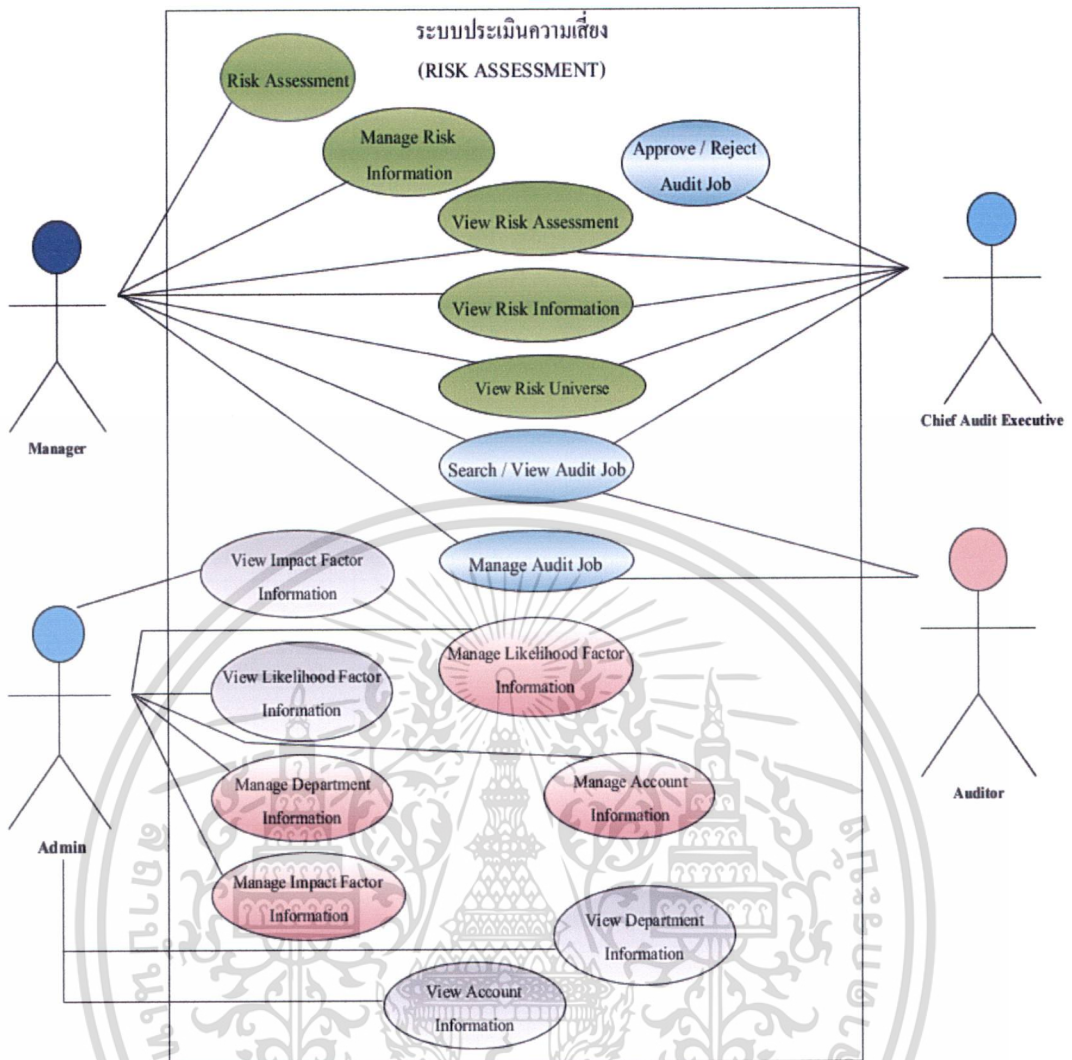 ระบบประเมินความเสี่ยง
(RISK ASSESSMENT)
Risk Assessment
Manage Risk
Information
Approve / Reject
Audit Job
View Risk Assessment
View Risk Information
View Risk Universe
Manager
Chief Audit Executive
Search / View Audit Job
View Impact Factor
Information
Manage Audit Job
Manage Likelihood Factor
Information
View Likelihood Factor
Information
Manage Department
Information
Manage Account
Information
Admin
Auditor
Manage Impact Factor
Information
View Department
Information
View Account
Information